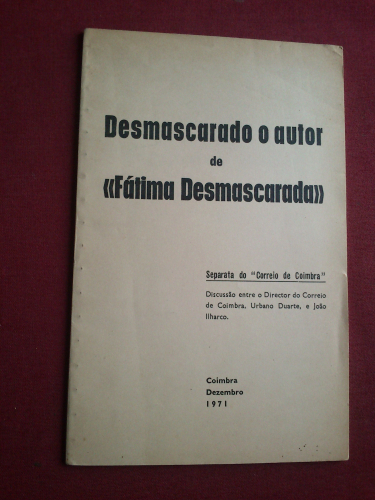 Desmascarado o autor
de
«Fátima Desmascarada»
Separata do "Correio de Coimbra"
Discussão entre o Director do Correio
de Coimbra, Urbano Duarte, e João
Ilharco.
Coimbra
Dezembro
1971